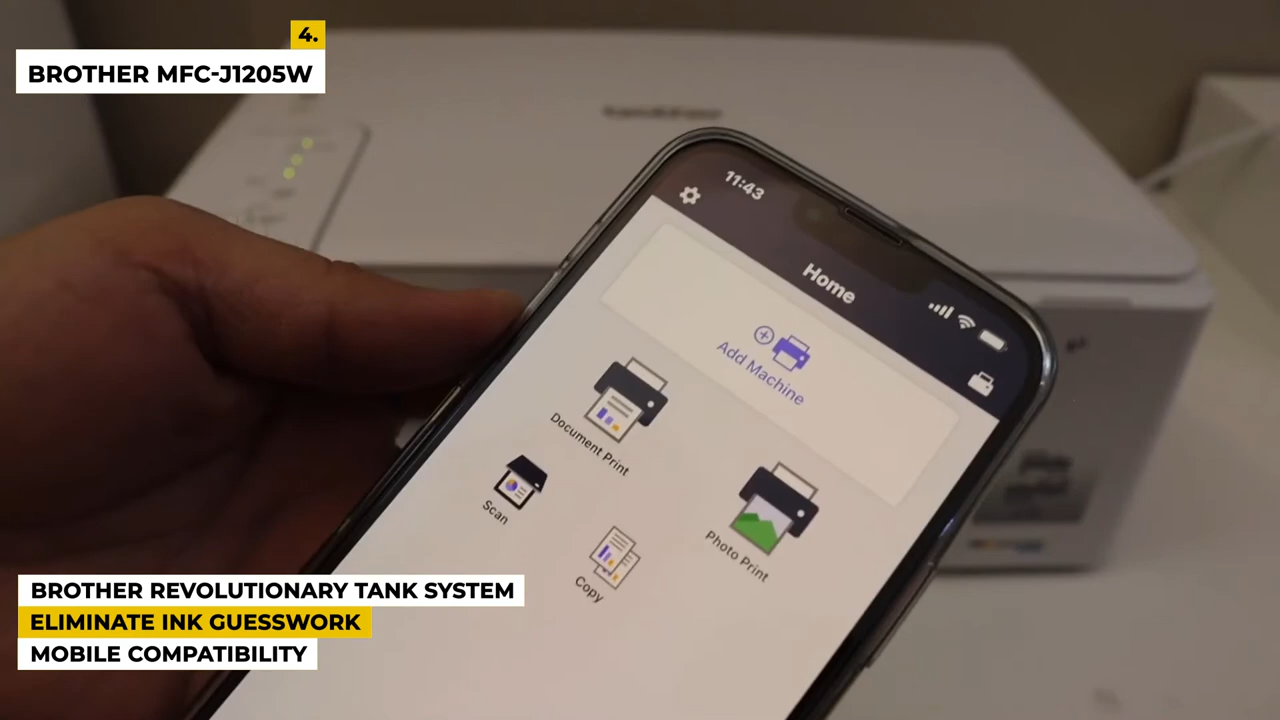 4.
BROTHER MFC-J1205W
brother
11:43
Home
Add Machine
Document Print
Scan
Photo Print
Copy
BROTHER REVOLUTIONARY TANK SYSTEM
ELIMINATE INK GUESSWORK
MOBILE COMPATIBILITY